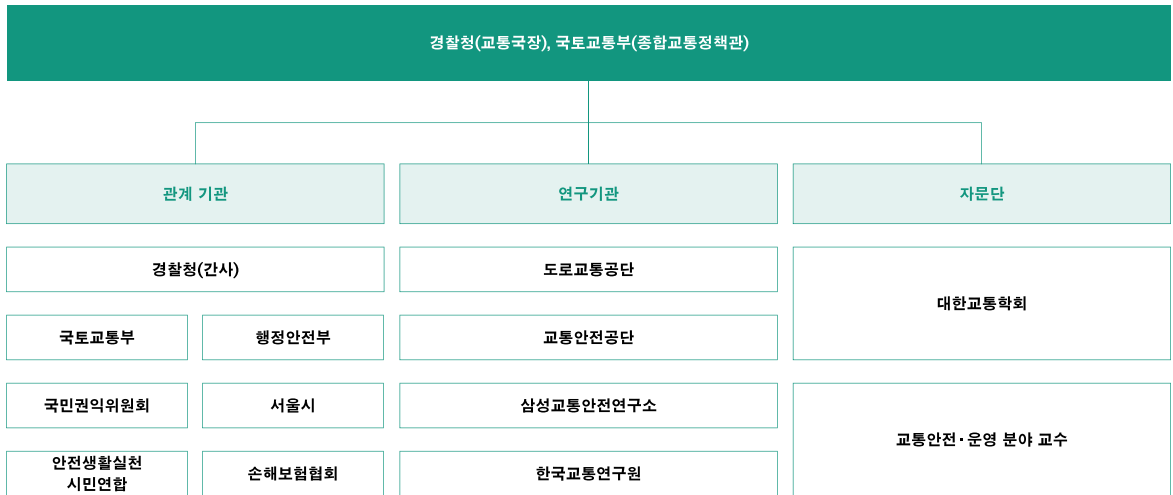 경찰청(교통국장), 국토교통부(종합교통정책관)
관계 기관
연구기관
자문단
경찰청(간사)
도로교통공단
대한교통학회
국토교통부
행정안전부
교통안전공단
국민권익위원회
서울시
삼성교통안전연구소
교통안전·운영 분야 교수
안전생활실천
시민연합
손해보험협회
한국교통연구원